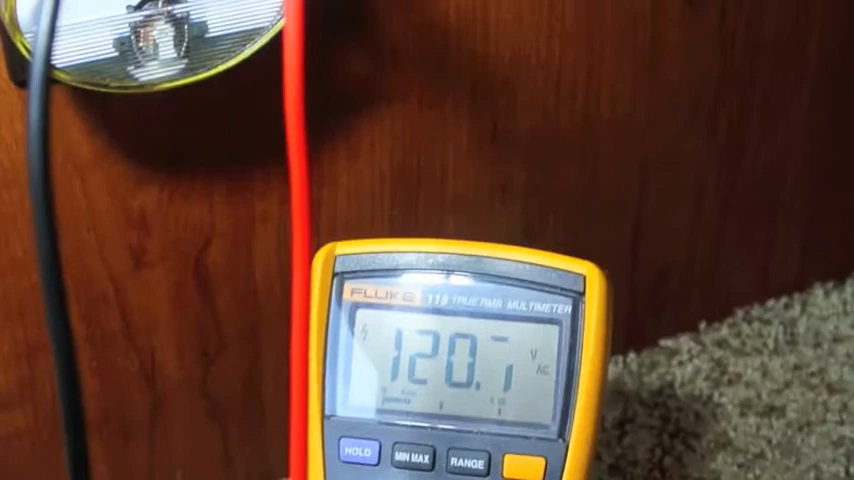 FLUKE 115 TRUE RMS MULTIMETER
120.7 V
AC
HOLD MIN MAX RANGE